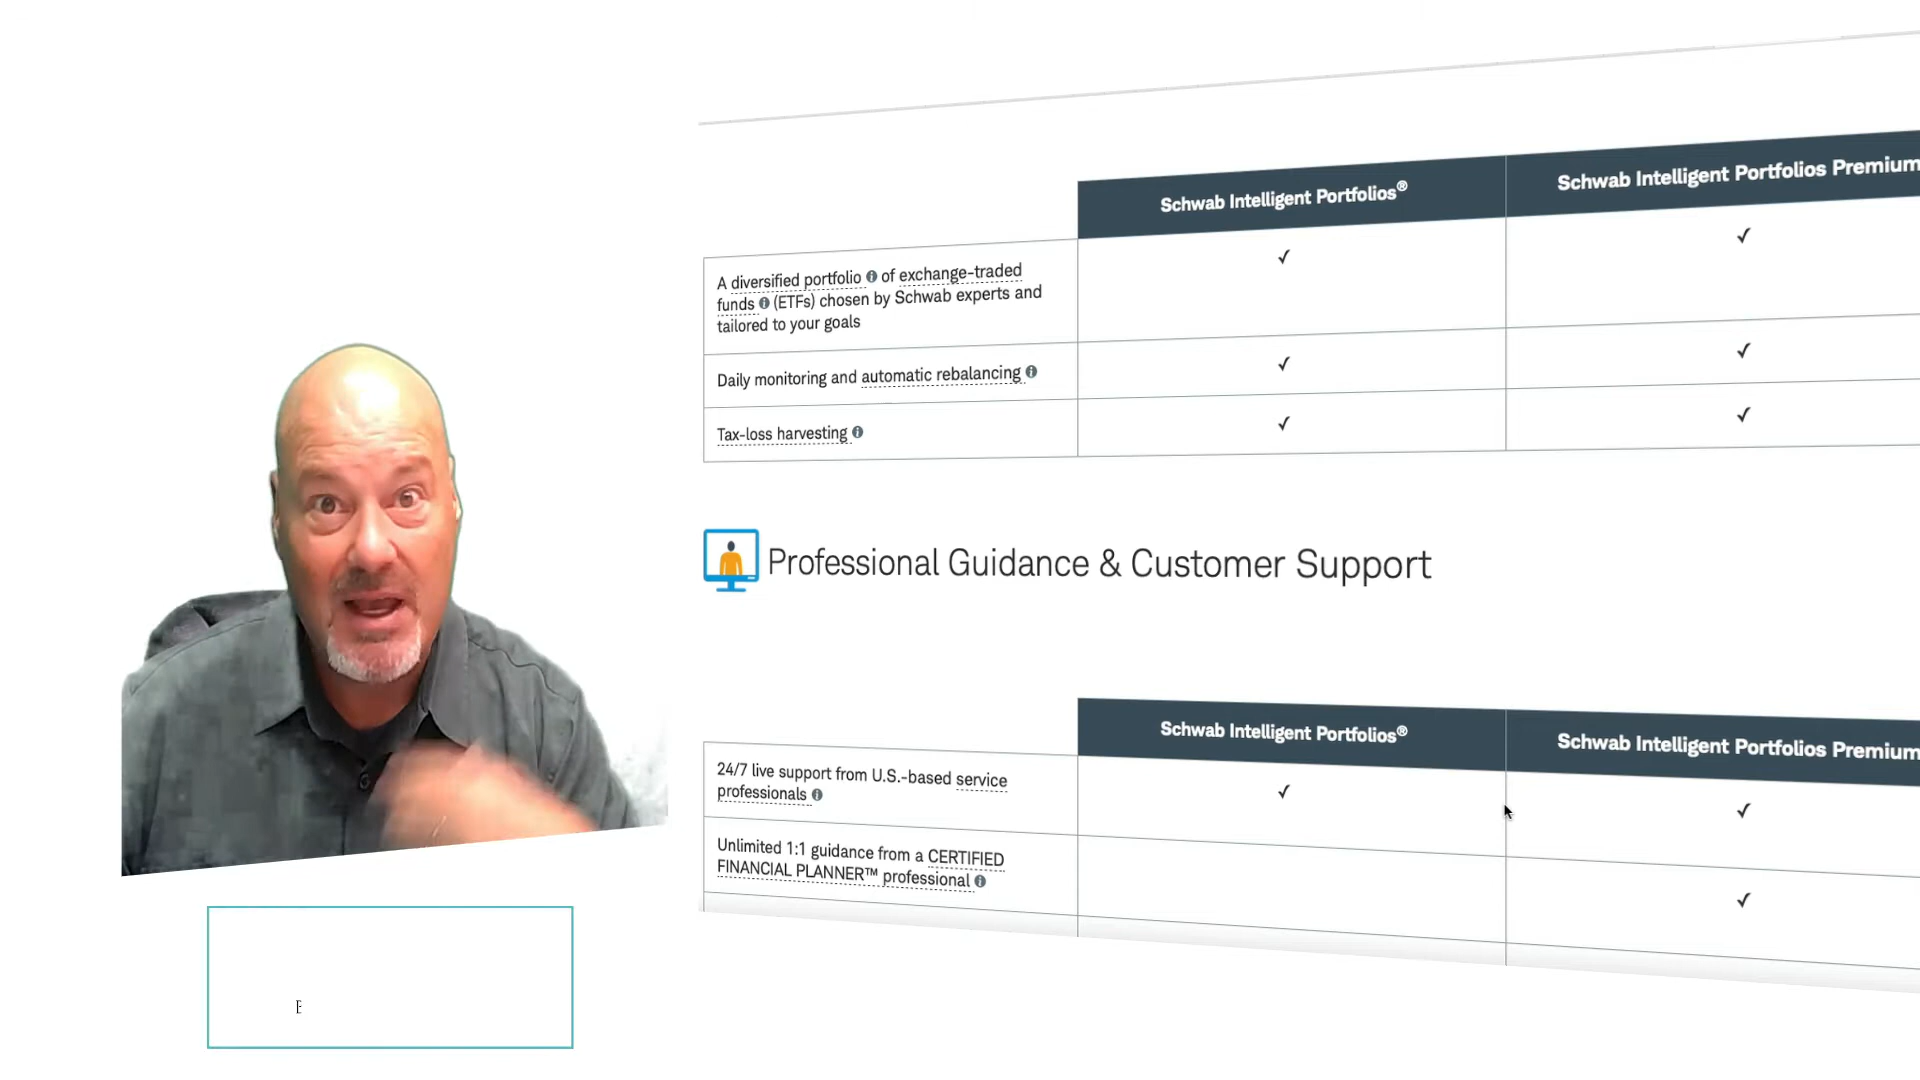 Schwab Intelligent Portfolios®
Schwab Intelligent Portfolios Premium
A diversified portfolio of exchange-traded
funds (ETFs) chosen by Schwab experts and
tailored to your goals
✓
✓
Daily monitoring and automatic rebalancing
✓
✓
Tax-loss harvesting
✓
✓
Professional Guidance & Customer Support
Schwab Intelligent Portfolios®
Schwab Intelligent Portfolios Premium
24/7 live support from U.S.-based service
professionals
✓
✓
Unlimited 1:1 guidance from a CERTIFIED
FINANCIAL PLANNER™ professional
✓
E